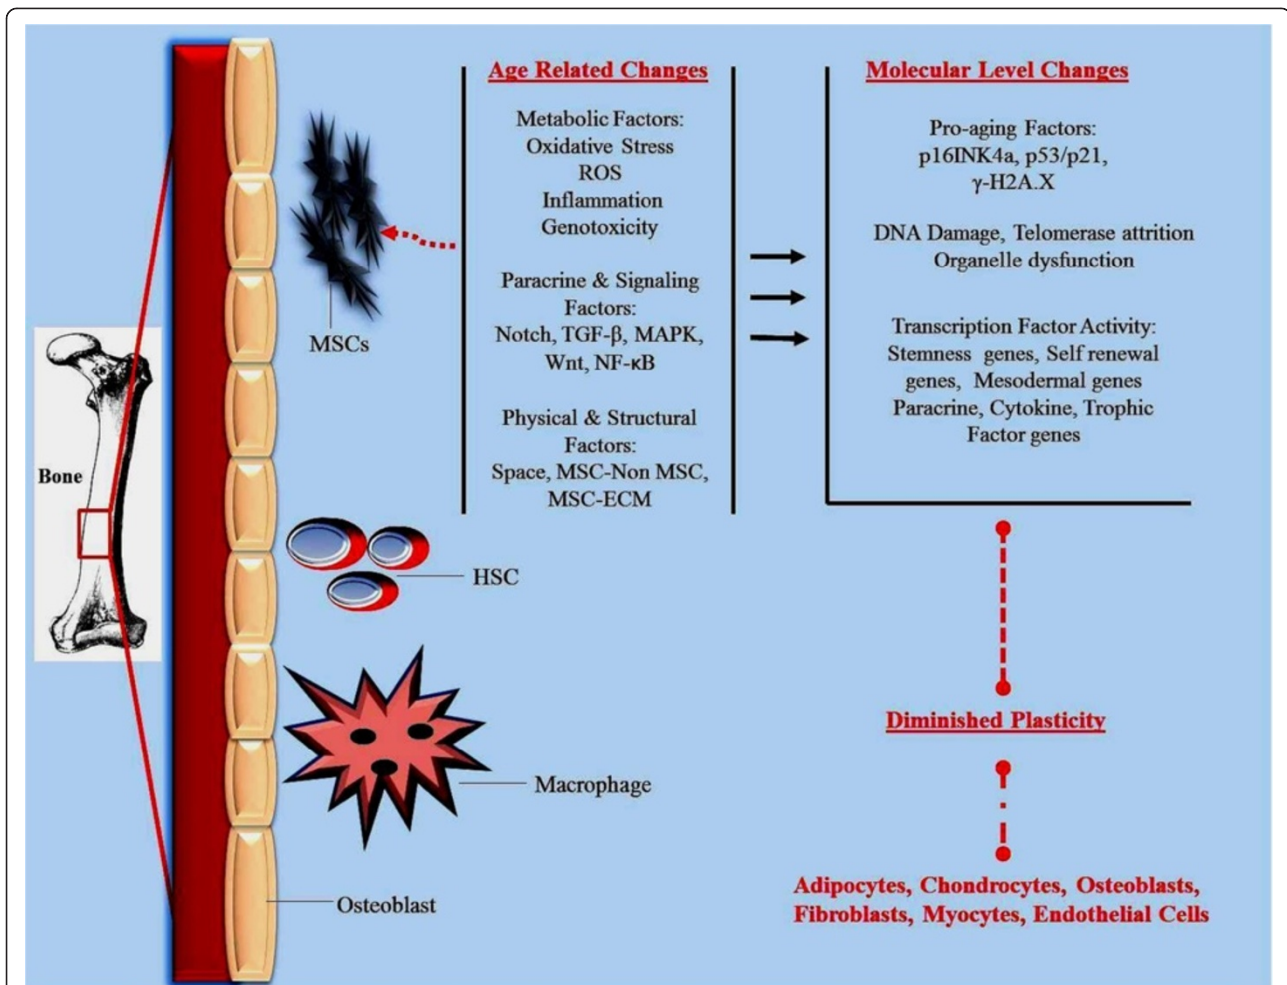 Age Related Changes
Metabolic Factors:
Oxidative Stress
ROS
Inflammation
Genotoxicity
Paracrine & Signaling
Factors:
Notch, TGF-β, MAPK,
Wnt, NF-κB
Physical & Structural
Factors:
Space, MSC-Non MSC,
MSC-ECM
Molecular Level Changes
Pro-aging Factors:
p16INK4a, p53/p21,
γ-H2A.X
DNA Damage, Telomerase attrition
Organelle dysfunction
Transcription Factor Activity:
Stemness genes, Self renewal
genes, Mesodermal genes
Paracrine, Cytokine, Trophic
Factor genes
MSCs
Bone
HSC
Macrophage
Osteoblast
Diminished Plasticity
Adipocytes, Chondrocytes, Osteoblasts,
Fibroblasts, Myocytes, Endothelial Cells